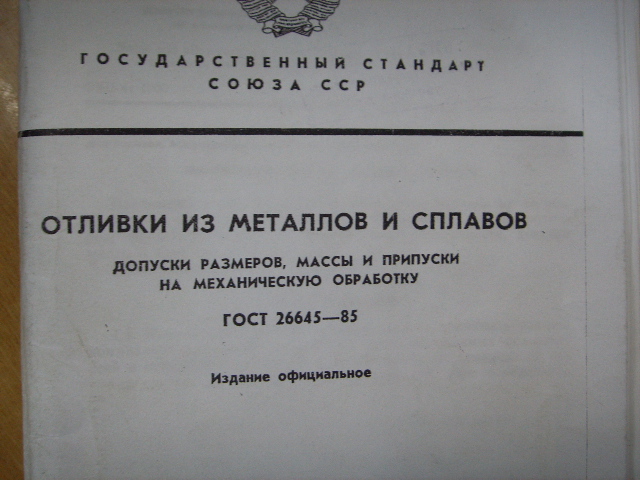 ГОСУДАРСТВЕННЫЙ СТАНДАРТ
СОЮЗА ССР
ОТЛИВКИ ИЗ МЕТАЛЛОВ И СПЛАВОВ
ДОПУСКИ РАЗМЕРОВ, МАССЫ И ПРИПУСКИ
НА МЕХАНИЧЕСКУЮ ОБРАБОТКУ
ГОСТ 26645—85
Издание официальное